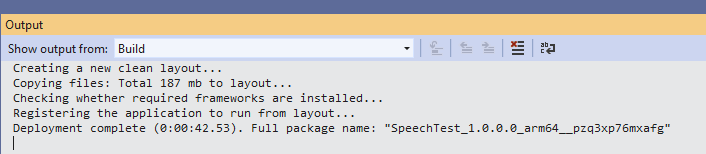 Output
Show output from: Build
Creating a new clean layout...
Copying files: Total 187 mb to layout...
Checking whether required frameworks are installed...
Registering the application to run from layout...
Deployment complete (0:00:42.53). Full package name: "SpeechTest_1.0.0.0_arm64__pzq3xp76mxafg"